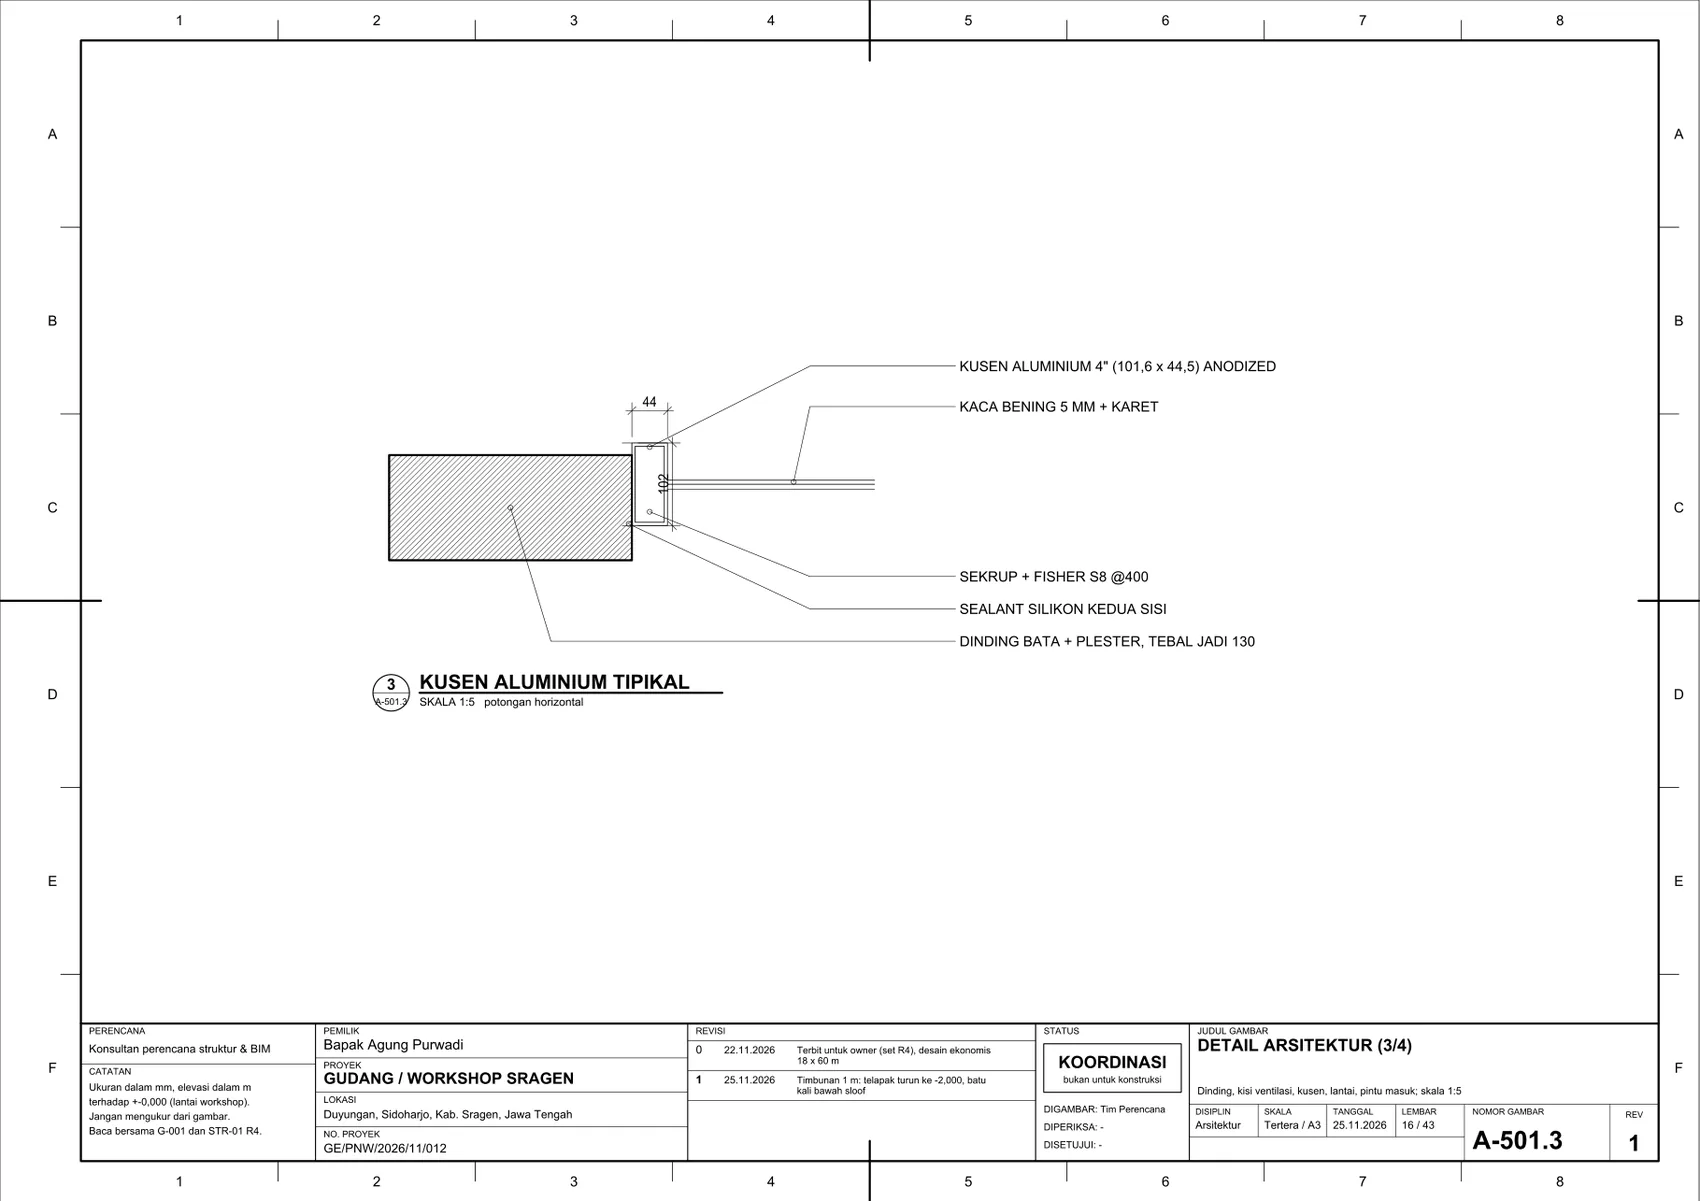 1 2 3 4 5 6 7 8
A A
B B
C C
D D
E E
F F
KUSEN ALUMINIUM 4" (101,6 x 44,5) ANODIZED
44
KACA BENING 5 MM + KARET
102
SEKRUP + FISHER S8 @400
SEALANT SILIKON KEDUA SISI
DINDING BATA + PLESTER, TEBAL JADI 130
3
A-501.3
KUSEN ALUMINIUM TIPIKAL
SKALA 1:5 potongan horizontal
PERENCANA
Konsultan perencana struktur & BIM
CATATAN
Ukuran dalam mm, elevasi dalam m
terhadap +-0,000 (lantai workshop).
Jangan mengukur dari gambar.
Baca bersama G-001 dan STR-01 R4.
PEMILIK
Bapak Agung Purwadi
PROYEK
GUDANG / WORKSHOP SRAGEN
LOKASI
Duyungan, Sidoharjo, Kab. Sragen, Jawa Tengah
NO. PROYEK
GE/PNW/2026/11/012
REVISI
0 22.11.2026 Terbit untuk owner (set R4), desain ekonomis
18 x 60 m
1 25.11.2026 Timbunan 1 m: telapak turun ke -2,000, batu
kali bawah sloof
STATUS
KOORDINASI
bukan untuk konstruksi
DIGAMBAR: Tim Perencana
DIPERIKSA: -
DISETUJUI: -
JUDUL GAMBAR
DETAIL ARSITEKTUR (3/4)
Dinding, kisi ventilasi, kusen, lantai, pintu masuk; skala 1:5
DISIPLIN
Arsitektur
SKALA
Tertera / A3
TANGGAL
25.11.2026
LEMBAR
16 / 43
NOMOR GAMBAR
A-501.3
REV
1
1 2 3 4 5 6 7 8